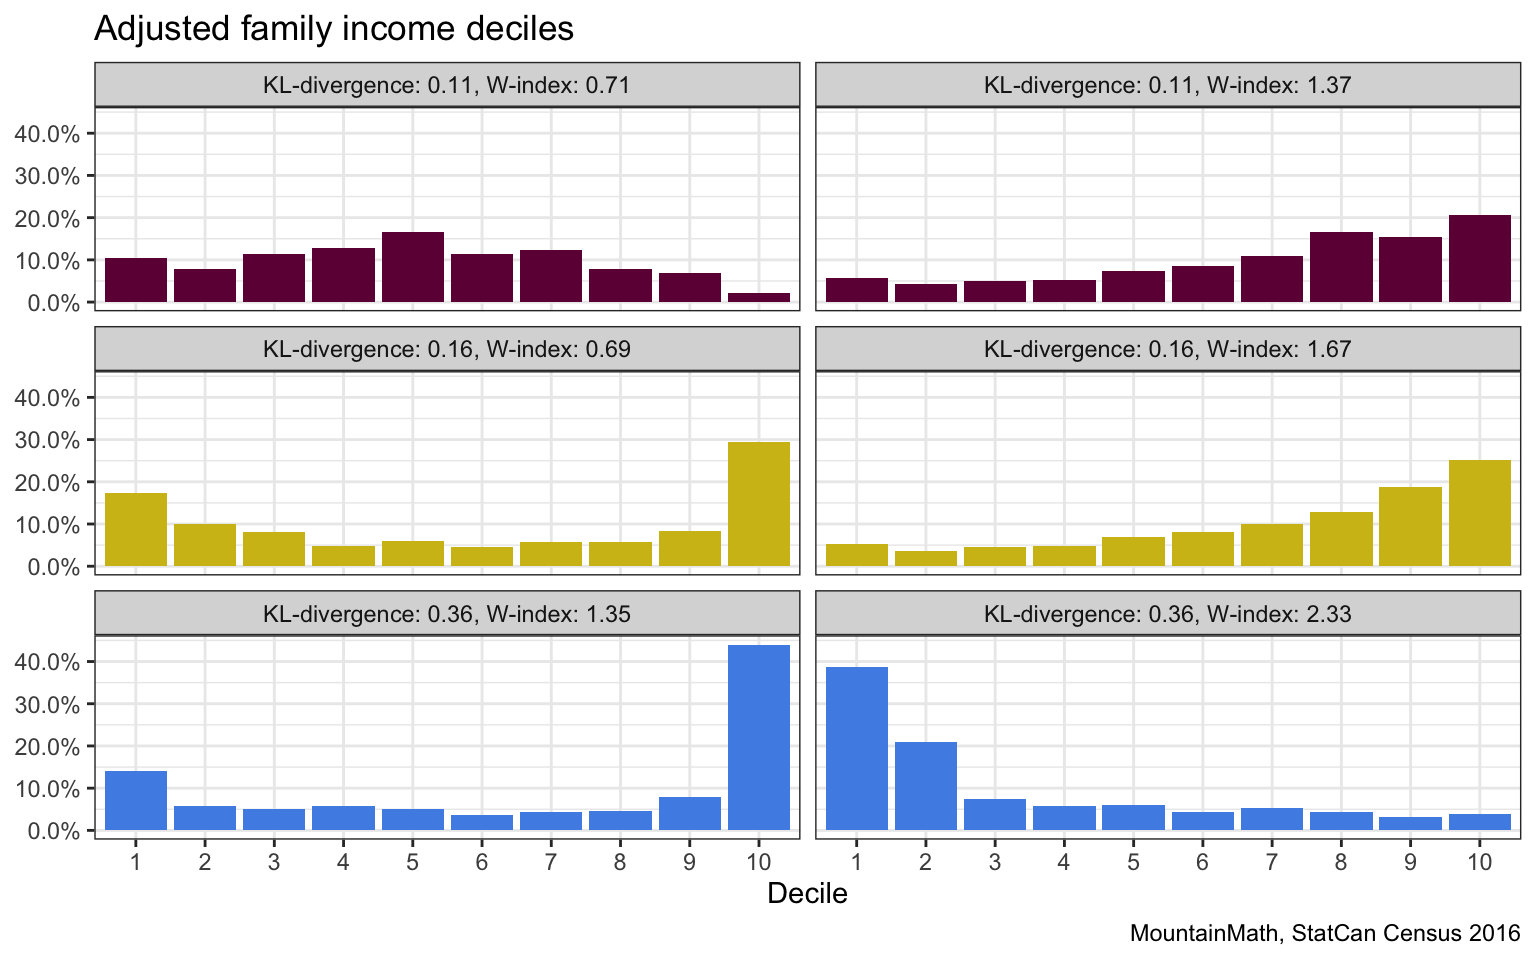 Adjusted family income deciles
KL-divergence: 0.11, W-index: 0.71
KL-divergence: 0.11, W-index: 1.37
40.0%
30.0%
20.0%
10.0%
0.0%
KL-divergence: 0.16, W-index: 0.69
KL-divergence: 0.16, W-index: 1.67
40.0%
30.0%
20.0%
10.0%
0.0%
KL-divergence: 0.36, W-index: 1.35
KL-divergence: 0.36, W-index: 2.33
40.0%
30.0%
20.0%
10.0%
0.0%
1 2 3 4 5 6 7 8 9 10
1 2 3 4 5 6 7 8 9 10
Decile
MountainMath, StatCan Census 2016